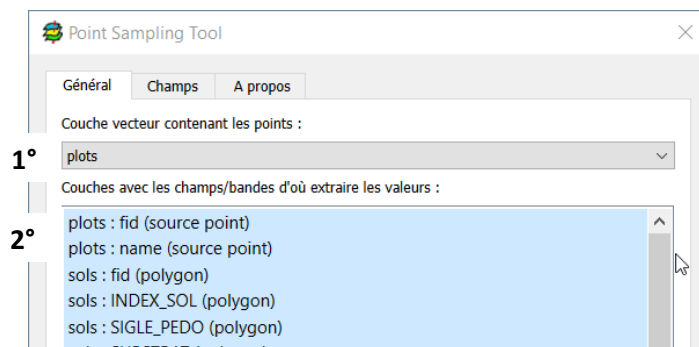 Point Sampling Tool
Général Champs A propos
Couche vecteur contenant les points :
1° plots
Couches avec les champs/bandes d'où extraire les valeurs :
2° plots : fid (source point)
plots : name (source point)
sols : fid (polygon)
sols : INDEX_SOL (polygon)
sols : SIGLE_PEDO (polygon)